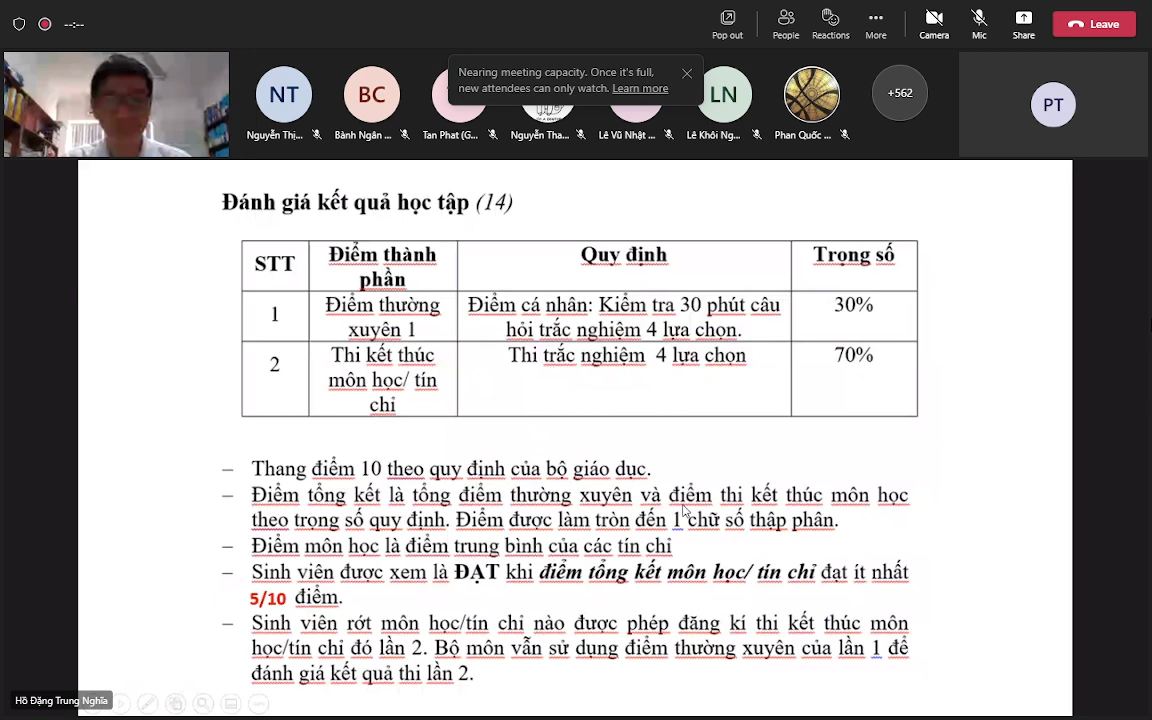 --:--
Pop out
People
Reactions
More
Camera
Mic
Share
Leave
Nearing meeting capacity. Once it's full,
new attendees can only watch. Learn more
NT
BC
LN
+562
PT
Nguyễn Thị...
Bành Ngân ...
Tan Phat (G...
Nguyễn Tha...
Lê Vũ Nhật ...
Lê Khôi Ng...
Phan Quốc ...
Đánh giá kết quả học tập (14)
STT
Điểm thành
phần
Quy định
Trọng số
1
Điểm thường
xuyên 1
Điểm cá nhân: Kiểm tra 30 phút câu
hỏi trắc nghiệm 4 lựa chọn.
30%
2
Thi kết thúc
môn học/ tín
chỉ
Thi trắc nghiệm 4 lựa chọn
70%
– Thang điểm 10 theo quy định của bộ giáo dục.
– Điểm tổng kết là tổng điểm thường xuyên và điểm thi kết thúc môn học
theo trọng số quy định. Điểm được làm tròn đến 1 chữ số thập phân.
– Điểm môn học là điểm trung bình của các tín chỉ
– Sinh viên được xem là ĐẠT khi điểm tổng kết môn học/ tín chỉ đạt ít nhất
5/10 điểm.
– Sinh viên rớt môn học/tín chỉ nào được phép đăng kí thi kết thúc môn
học/tín chỉ đó lần 2. Bộ môn vẫn sử dụng điểm thường xuyên của lần 1 để
đánh giá kết quả thi lần 2.
Hồ Đặng Trung Nghĩa